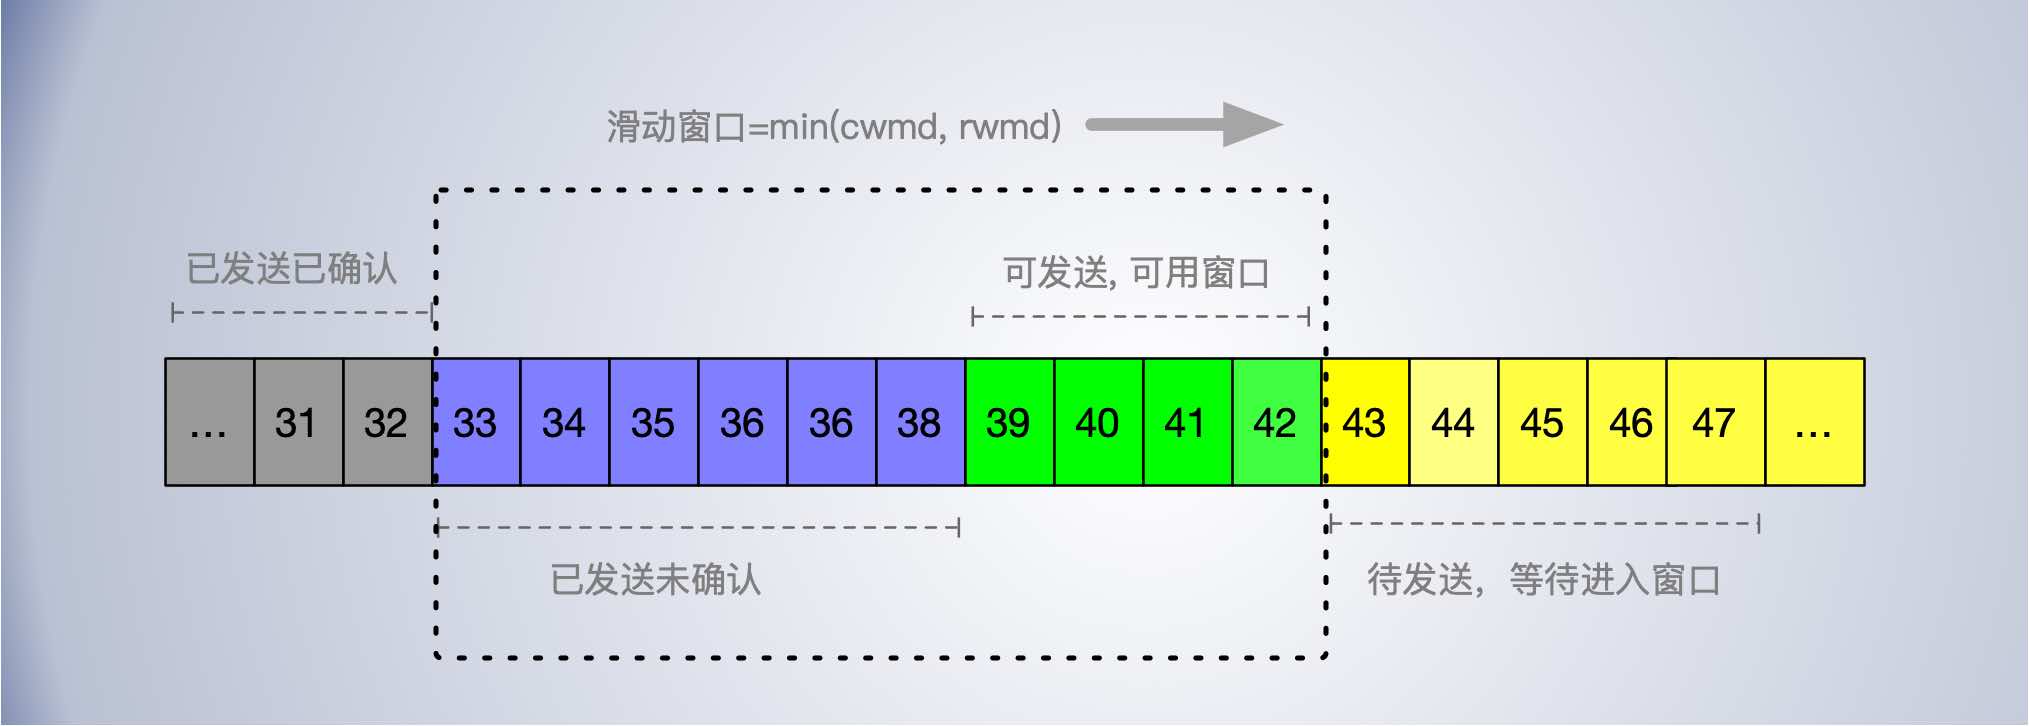 滑动窗口=min(cwmd, rwmd)
已发送已确认
可发送, 可用窗口
... 31 32 33 34 35 36 36 38 39 40 41 42 43 44 45 46 47 ...
已发送未确认
待发送，等待进入窗口